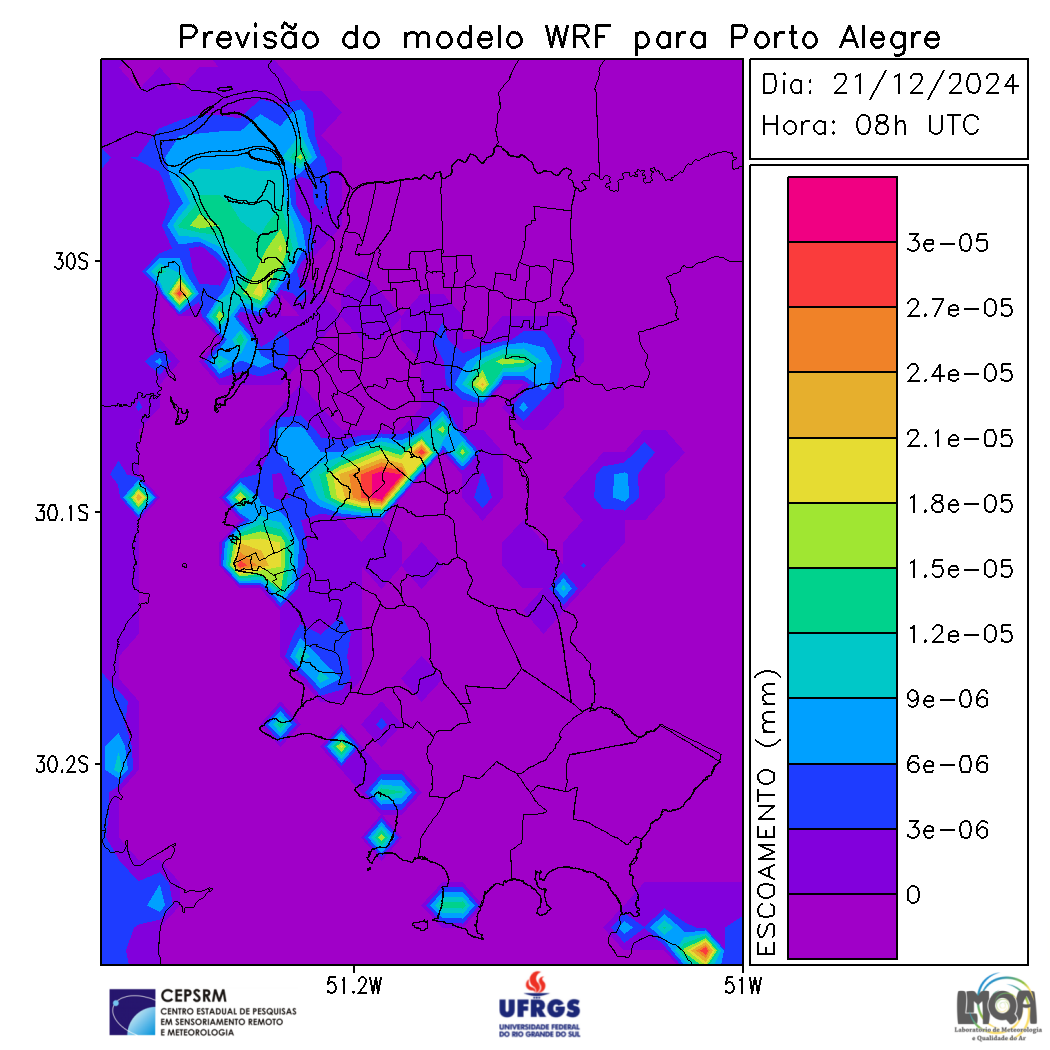 Previsão do modelo WRF para Porto Alegre
Dia: 21/12/2024
Hora: 08h UTC
3e-05
2.7e-05
2.4e-05
2.1e-05
1.8e-05
1.5e-05
1.2e-05
9e-06
6e-06
3e-06
0
ESCOAMENTO (mm)
30S
30.1S
30.2S
51.2W
51W
CEPSRM
CENTRO ESTADUAL DE PESQUISAS
EM SENSORIAMENTO REMOTO
E METEOROLOGIA
UFRGS
UNIVERSIDADE FEDERAL
DO RIO GRANDE DO SUL
LMQA
Laboratório de Meteorologia
e Qualidade do Ar